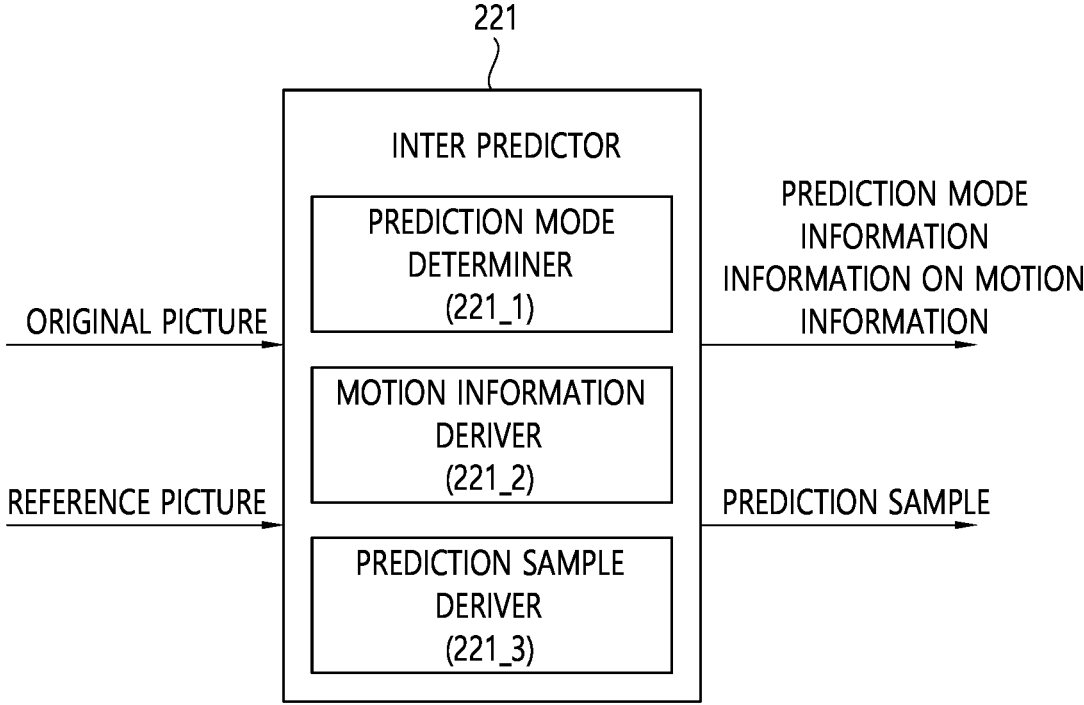 221
INTER PREDICTOR
PREDICTION MODE
DETERMINER
(221_1)
MOTION INFORMATION
DERIVER
(221_2)
PREDICTION SAMPLE
DERIVER
(221_3)
ORIGINAL PICTURE
REFERENCE PICTURE
PREDICTION MODE
INFORMATION
INFORMATION ON MOTION
INFORMATION
PREDICTION SAMPLE